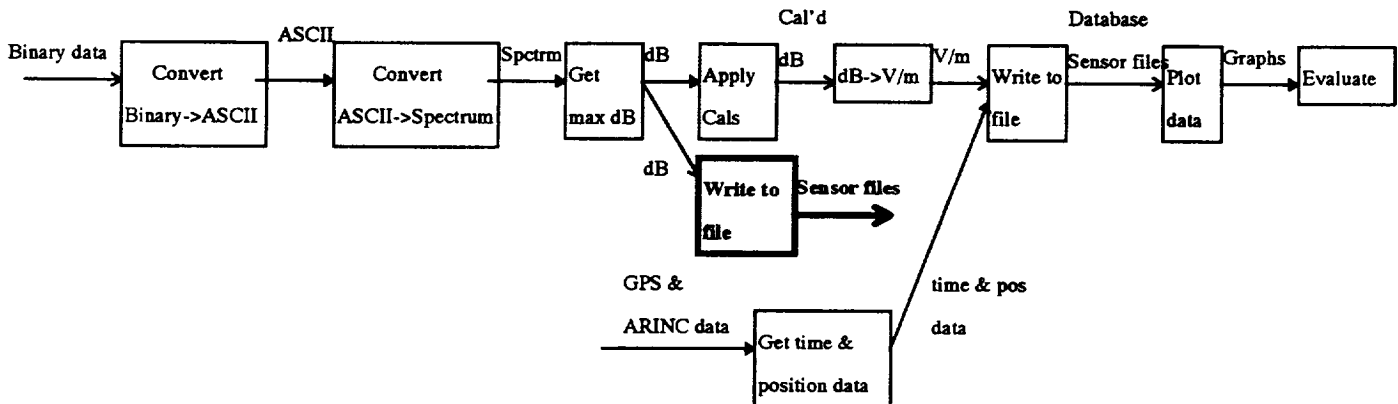 Cal'd
Database
Binary data
ASCII
Spctrm
dB
dB
V/m
Sensor files
Graphs
Convert
Binary->ASCII
Convert
ASCII->Spectrum
Get
max dB
Apply
Cals
dB->V/m
Write to
file
Plot
data
Evaluate
dB
Write to
file
Sensor files
GPS &
ARINC data
time & pos
data
Get time &
position data